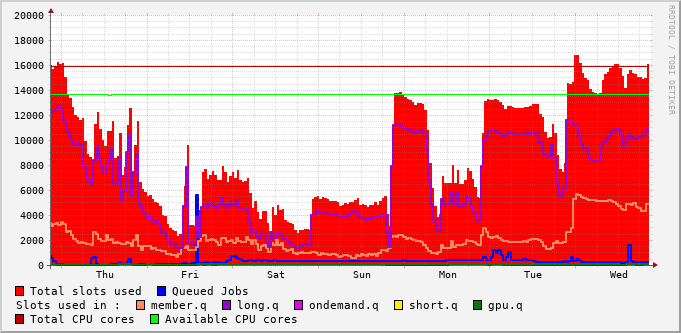 RRDTOOL / TOBI OETIKER
20000
18000
16000
14000
12000
10000
8000
6000
4000
2000
0
Thu Fri Sat Sun Mon Tue Wed
Total slots used Queued Jobs
Slots used in : member.q long.q ondemand.q short.q gpu.q
Total CPU cores Available CPU cores